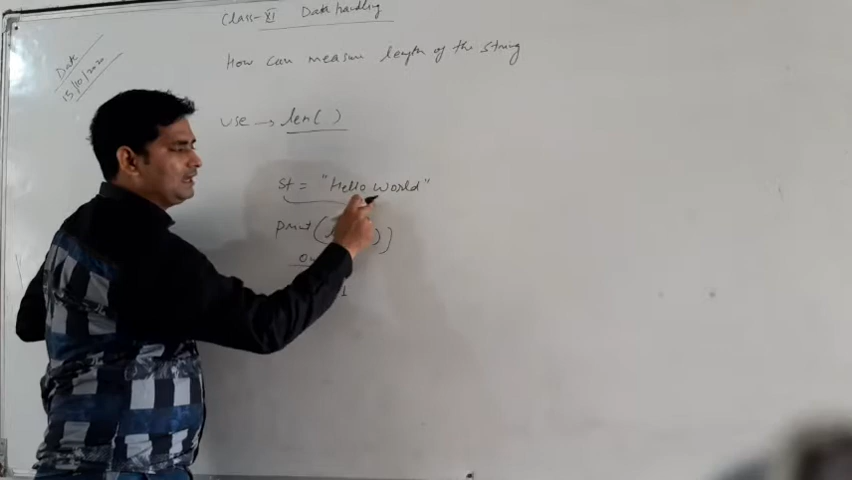 Class-XI Data handling
Date
15/10/2020
How can measure length of the string
use → len( )
st = "Hello World"
print(
1